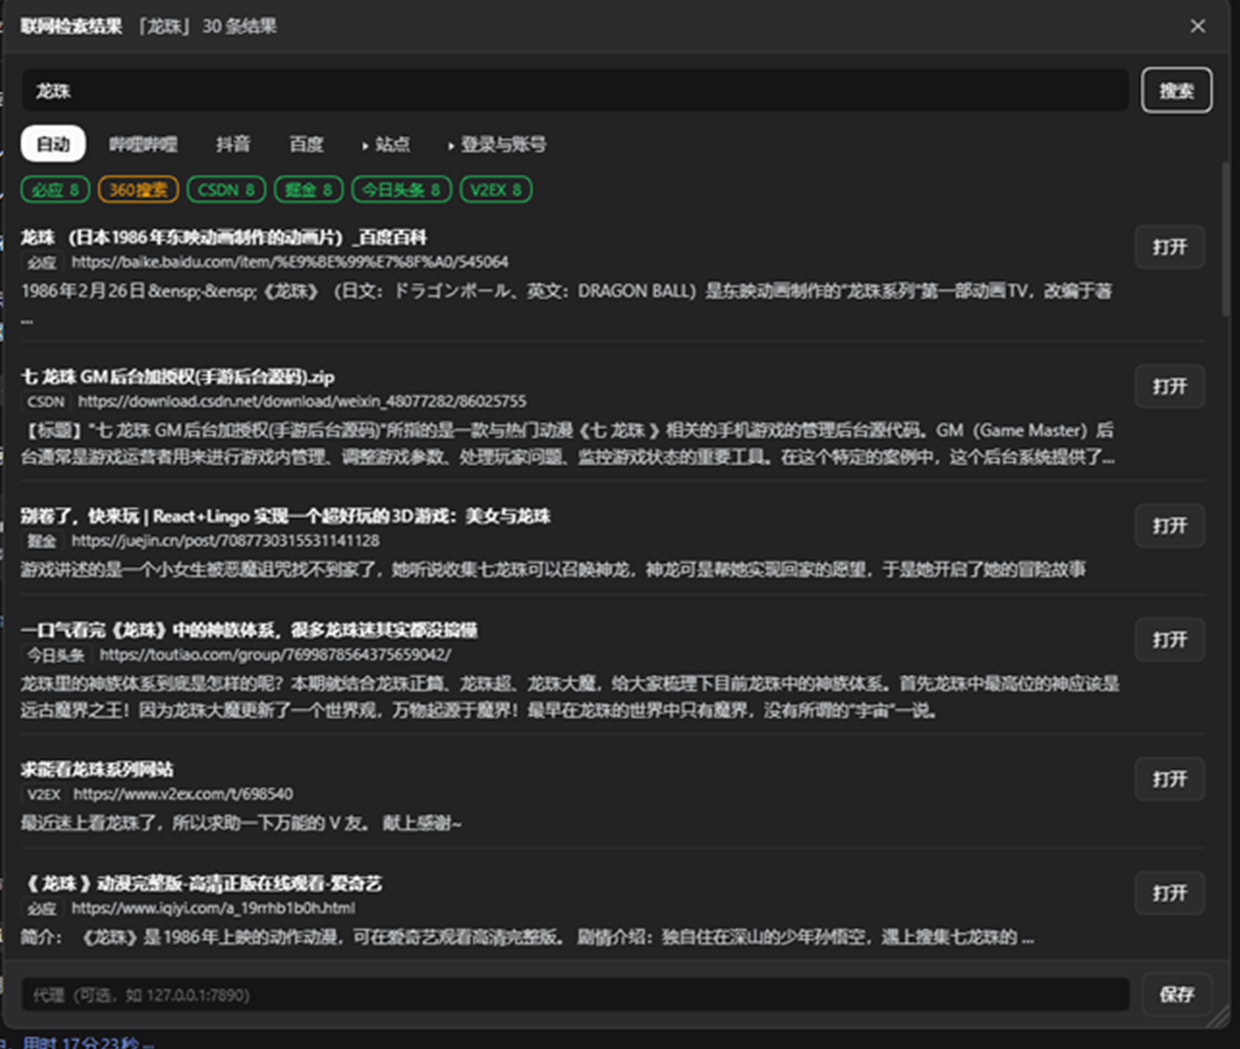 联网检索结果 「龙珠」 30 条结果
龙珠
搜索
自动 哔哩哔哩 抖音 百度 ▸ 站点 ▸ 登录与账号
必应 8 360搜索 CSDN 8 掘金 8 今日头条 8 V2EX 8
龙珠 （日本1986年东映动画制作的动画片）_百度百科
打开
必应 https://baike.baidu.com/item/%E9%BE%99%E7%8F%A0/545064
1986年2月26日&ensp;·&ensp;《龙珠》（日文：ドラゴンボール、英文：DRAGON BALL）是东映动画制作的"龙珠系列"第一部动画TV，改编于著
...
七 龙珠 GM后台加授权(手游后台源码).zip
打开
CSDN https://download.csdn.net/download/weixin_48077282/86025755
【标题】"七 龙珠 GM后台加授权(手游后台源码)"所指的是一款与热门动漫《七 龙珠 》相关的手机游戏的管理后台源代码。GM（Game Master）后
台通常是游戏运营者用来进行游戏内管理、调整游戏参数、处理玩家问题、监控游戏状态的重要工具。在这个特定的案例中，这个后台系统提供了...
别卷了，快来玩 | React+Lingo 实现一个超好玩的3D游戏：美女与龙珠
打开
掘金 https://juejin.cn/post/7087730315531141128
游戏讲述的是一个小女生被恶魔诅咒找不到家了，她听说收集七龙珠可以召唤神龙，神龙可是帮她实现回家的愿望，于是她开启了她的冒险故事
一口气看完《龙珠》中的神族体系，很多龙珠迷其实都没搞懂
打开
今日头条 https://toutiao.com/group/7699878564375659042/
龙珠里的神族体系到底是怎样的呢？本期就结合龙珠正篇、龙珠超、龙珠大魔，给大家梳理下目前龙珠中的神族体系。首先龙珠中最高位的神应该是
远古魔界之王！因为龙珠大魔更新了一个世界观，万物起源于魔界！最早在龙珠的世界中只有魔界，没有所谓的"宇宙"一说。
求能看龙珠系列网站
打开
V2EX https://www.v2ex.com/t/698540
最近迷上看龙珠了，所以求助一下万能的 V 友。 献上感谢~
《 龙珠 》动漫完整版-高清正版在线观看-爱奇艺
打开
必应 https://www.iqiyi.com/a_19rrhb1b0h.html
简介： 《龙珠》是1986年上映的动作动漫，可在爱奇艺观看高清完整版。 剧情介绍：独自住在深山的少年孙悟空，遇上搜集七龙珠的 ...
代理（可选，如 127.0.0.1:7890）
保存
用时 17分23秒